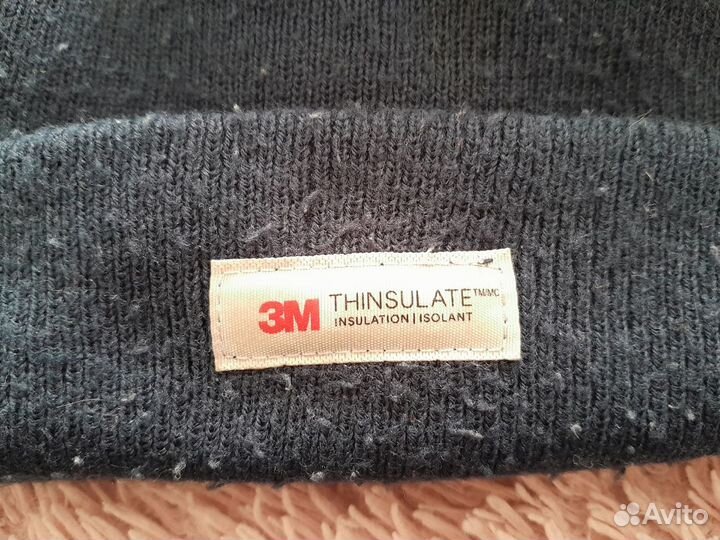 3M THINSULATE TM/MC
INSULATION | ISOLANT
Avito